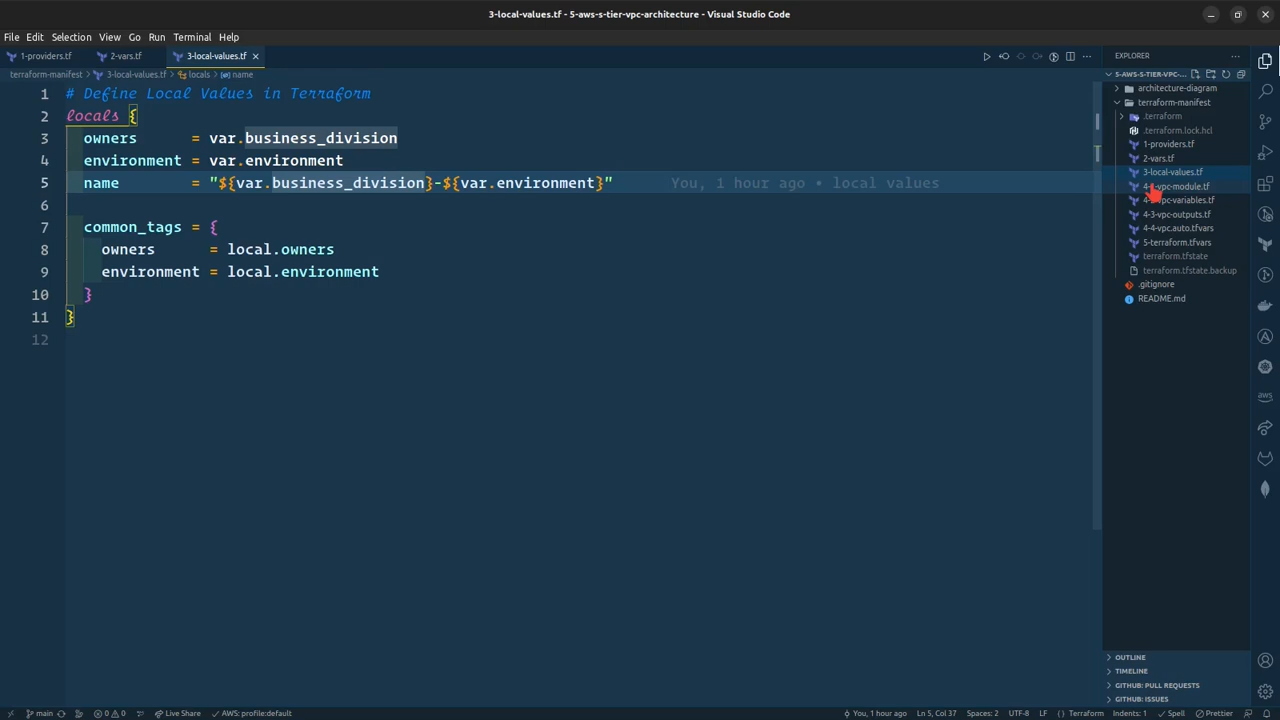 3-local-values.tf - 5-aws-s-tier-vpc-architecture - Visual Studio Code
File Edit Selection View Go Run Terminal Help
1-providers.tf 2-vars.tf 3-local-values.tf
terraform-manifest > 3-local-values.tf > locals > name
1 # Define Local Values in Terraform
2 locals {
3 owners = var.business_division
4 environment = var.environment
5 name = "${var.business_division}-${var.environment}" You, 1 hour ago • local values
6
7 common_tags = {
8 owners = local.owners
9 environment = local.environment
10 }
11 }
12
EXPLORER
5-AWS-S-TIER-VPC-...
architecture-diagram
terraform-manifest
.terraform
.terraform.lock.hcl
1-providers.tf
2-vars.tf
3-local-values.tf
vpc-module.tf
4-2-vpc-variables.tf
4-3-vpc-outputs.tf
4-4-vpc.auto.tfvars
5-terraform.tfvars
terraform.tfstate
terraform.tfstate.backup
.gitignore
README.md
OUTLINE
TIMELINE
GITHUB: PULL REQUESTS
GITHUB: ISSUES
aws
main 0 0 Live Share AWS: profile:default You, 1 hour ago Ln 5, Col 37 Spaces: 2 UTF-8 LF Terraform Indents: 1 Spell Prettier